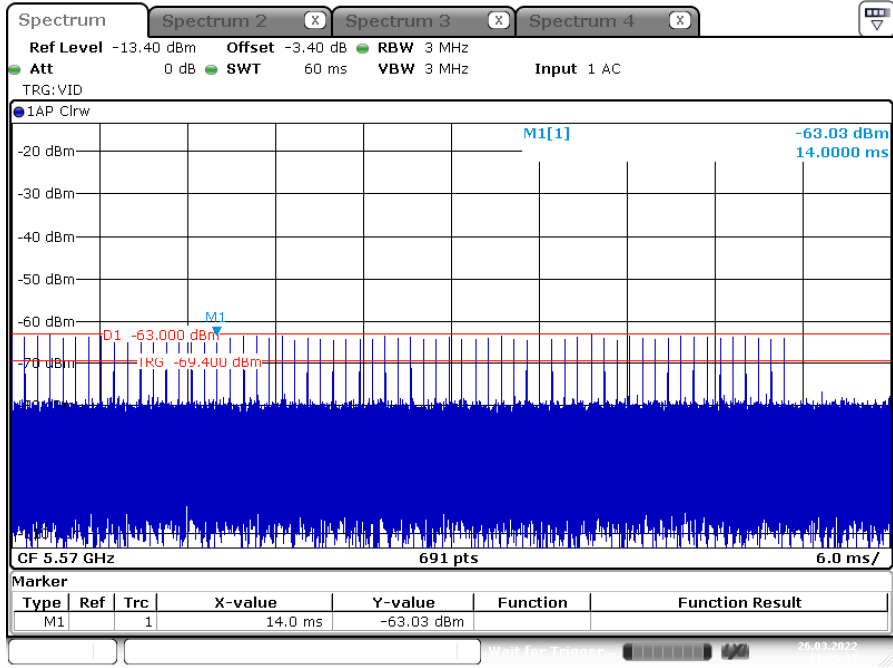 Spectrum Spectrum 2 X Spectrum 3 X Spectrum 4 X
Ref Level -13.40 dBm Offset -3.40 dB RBW 3 MHz
Att 0 dB SWT 60 ms VBW 3 MHz Input 1 AC
TRG:VID
1AP Clrw
M1[1] -63.03 dBm
14.0000 ms
-20 dBm
-30 dBm
-40 dBm
-50 dBm
M1
-60 dBm
D1 -63.000 dBm
-70 dBm
TRG -69.400 dBm
CF 5.57 GHz 691 pts 6.0 ms/
Marker
Type Ref Trc X-value Y-value Function Function Result
M1 1 14.0 ms -63.03 dBm
Wait for Trigger... 26.03.2022